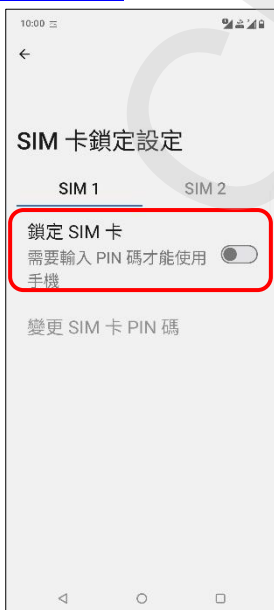 10:00
SIM 卡鎖定設定
SIM 1 SIM 2
鎖定 SIM 卡
需要輸入 PIN 碼才能使用
手機
變更 SIM 卡 PIN 碼